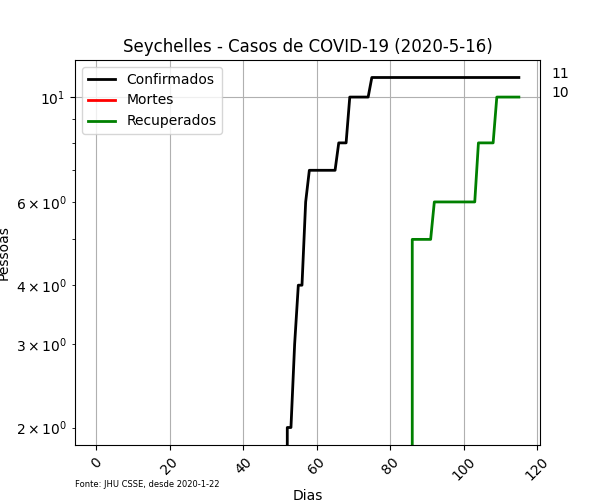 Seychelles - Casos de COVID-19 (2020-5-16)
Confirmados
Mortes
Recuperados
11
10
10¹
6 × 10⁰
4 × 10⁰
3 × 10⁰
2 × 10⁰
Pessoas
0
20
40
60
80
100
120
Fonte: JHU CSSE, desde 2020-1-22
Dias